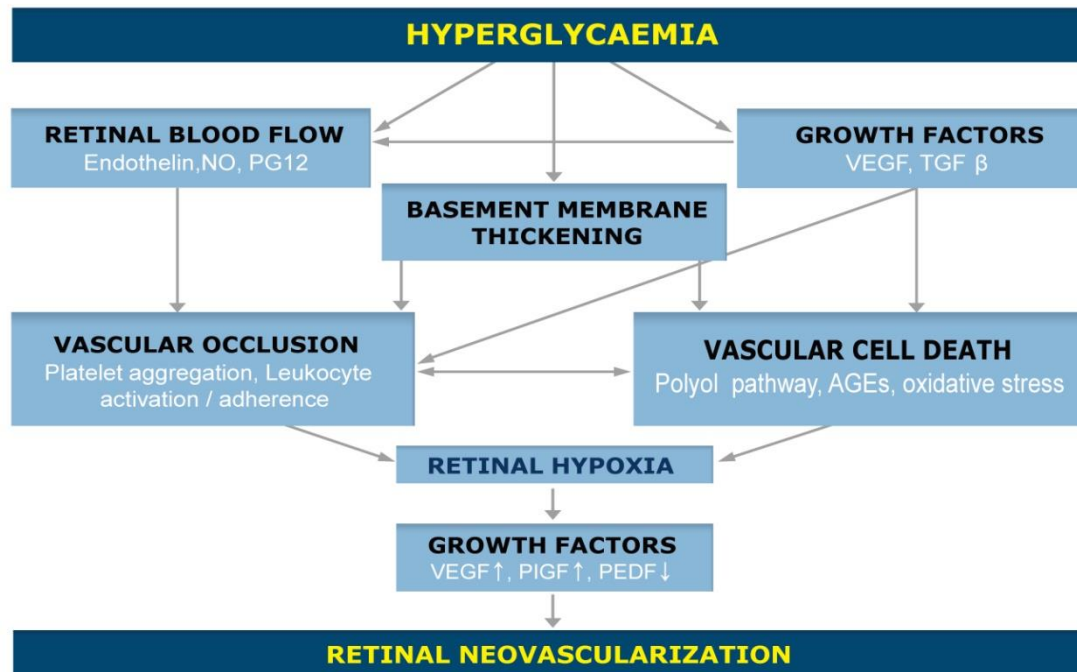 HYPERGLYCAEMIA
RETINAL BLOOD FLOW
Endothelin,NO, PG12
GROWTH FACTORS
VEGF, TGF β
BASEMENT MEMBRANE
THICKENING
VASCULAR OCCLUSION
Platelet aggregation, Leukocyte
activation / adherence
VASCULAR CELL DEATH
Polyol pathway, AGEs, oxidative stress
RETINAL HYPOXIA
GROWTH FACTORS
VEGF↑, PIGF↑, PEDF↓
RETINAL NEOVASCULARIZATION